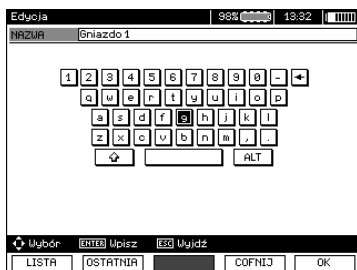 Edycja 98% 13:32
NAZWA Gniazdo 1
1 2 3 4 5 6 7 8 9 0 -
q w e r t y u i o p
a s d f g h j k l
z x c v b n m , .
ALT
Wybór ENTER Wpisz ESC Wyjdź
LISTA OSTATNIA COFNIJ OK